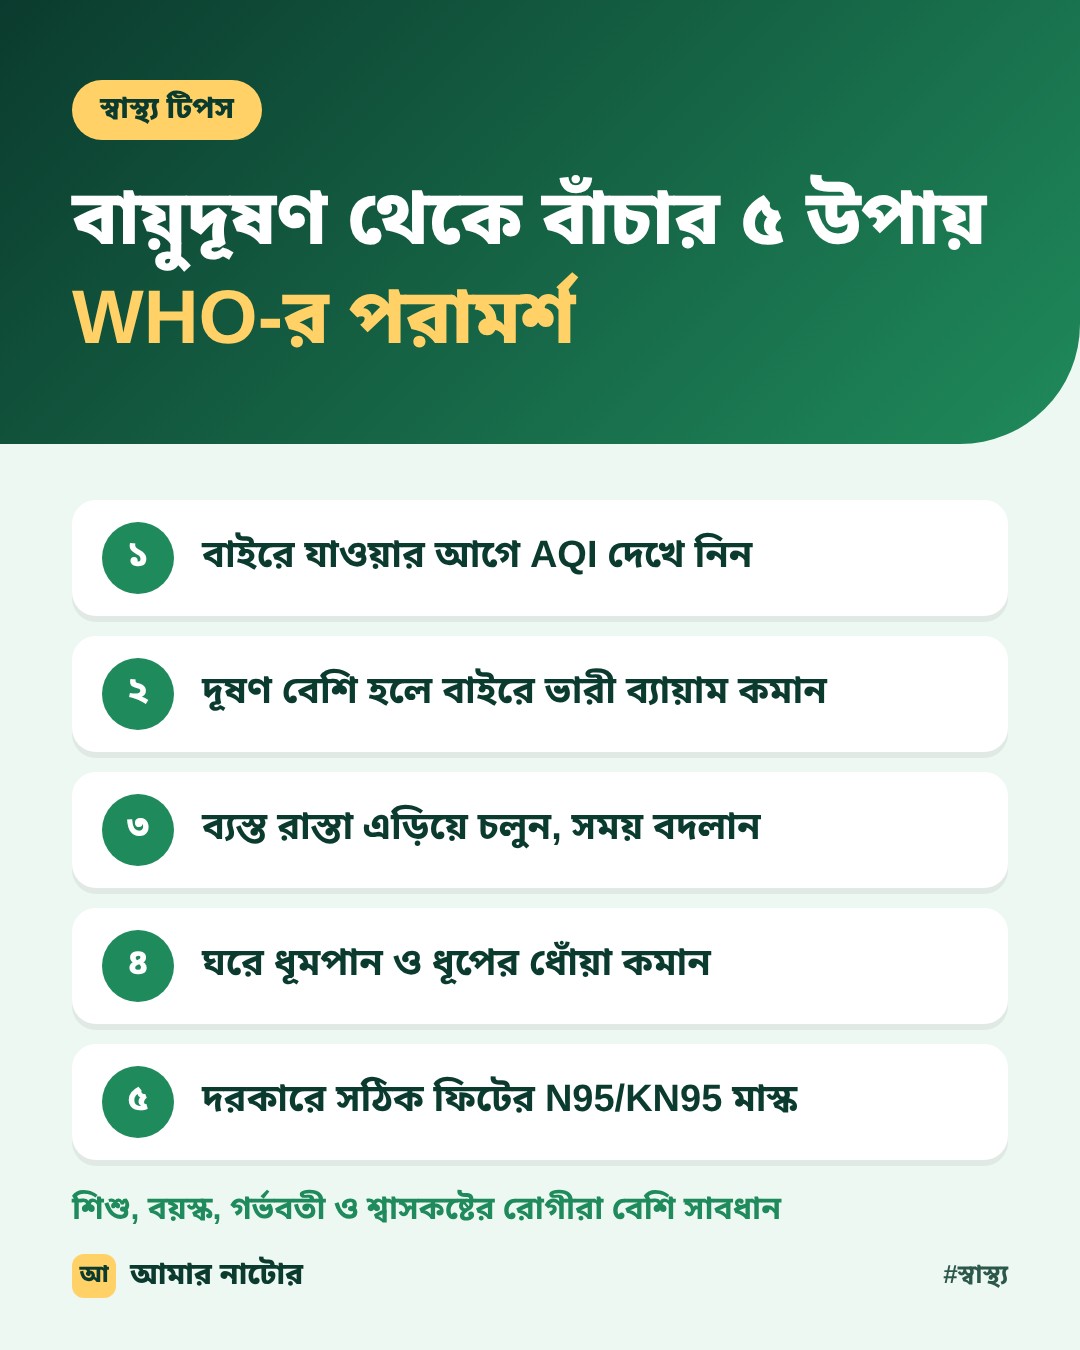 স্বাস্থ্য টিপস
বায়ুদূষণ থেকে বাঁচার ৫ উপায়
WHO-র পরামর্শ
১ বাইরে যাওয়ার আগে AQI দেখে নিন
২ দূষণ বেশি হলে বাইরে ভারী ব্যায়াম কমান
৩ ব্যস্ত রাস্তা এড়িয়ে চলুন, সময় বদলান
৪ ঘরে ধূমপান ও ধূপের ধোঁয়া কমান
৫ দরকারে সঠিক ফিটের N95/KN95 মাস্ক
শিশু, বয়স্ক, গর্ভবতী ও শ্বাসকষ্টের রোগীরা বেশি সাবধান
আ আমার নাটোর
#স্বাস্থ্য